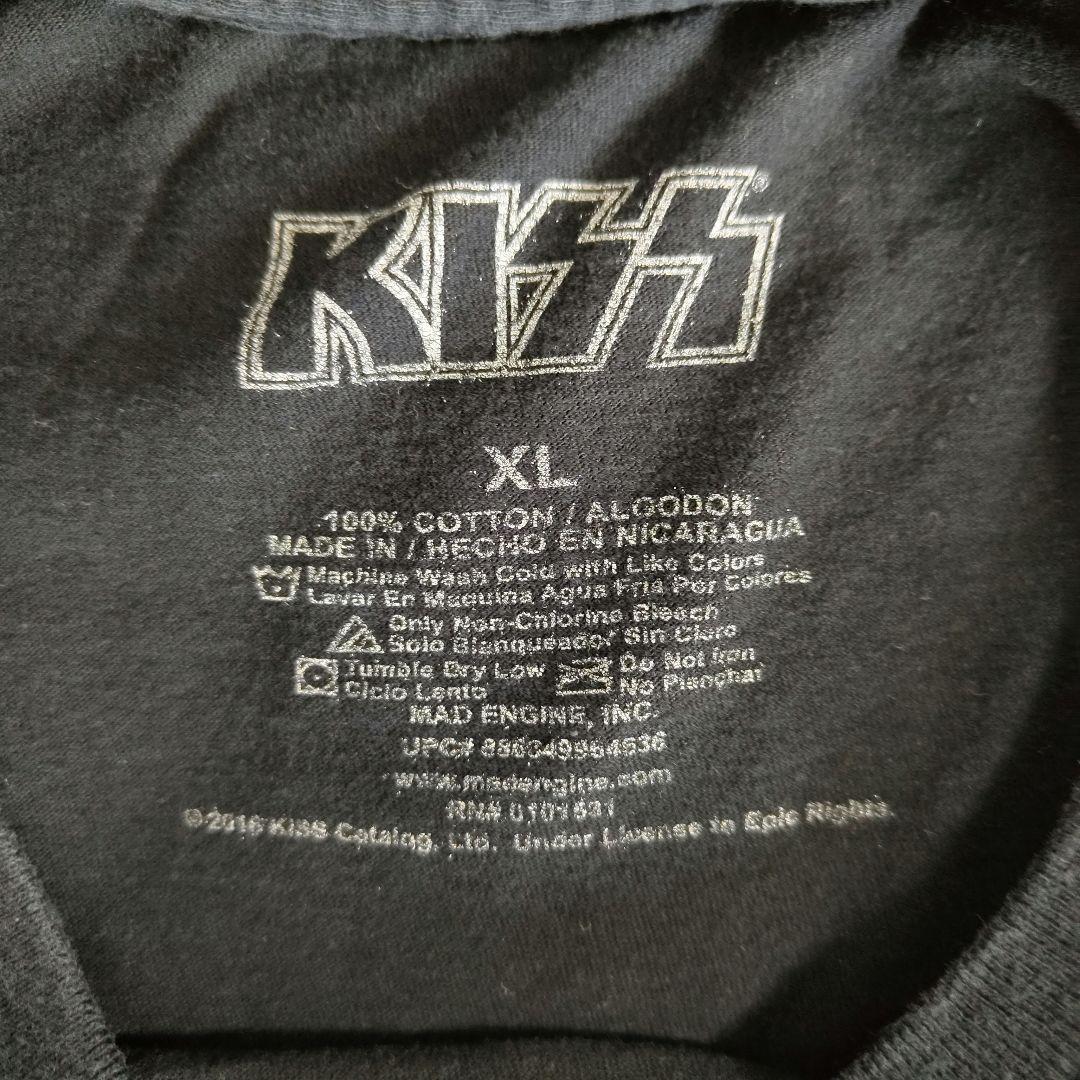 KISS®
XL
100% COTTON / ALGODON
MADE IN / HECHO EN NICARAGUA
Machine Wash Cold with Like Colors
Lavar En Maquina Agua Fria Por Colores
Only Non-Chlorine Bleach
Solo Blanqueador Sin Cloro
Tumble Dry Low
Ciclo Lento
Do Not Iron
No Planchar
MAD ENGINE, INC.
UPC#
www.madengine.com
RN#
KISS Catalog, Ltd. Under License to Epic Rights.